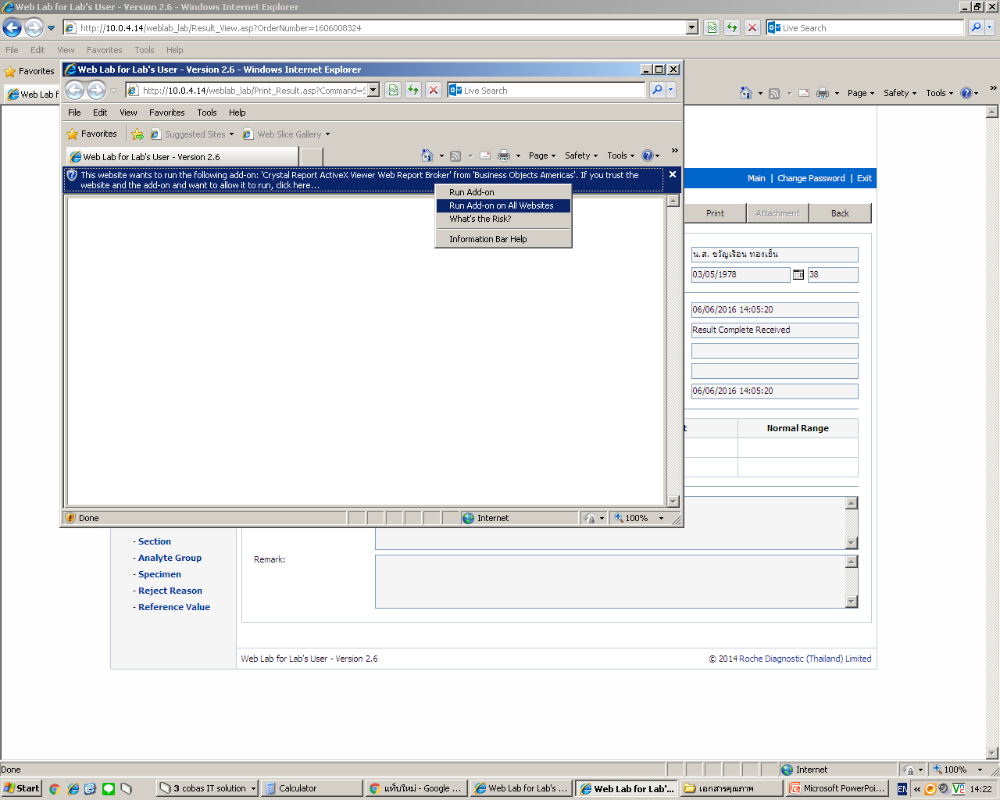 Web Lab for Lab's User - Version 2.6 - Windows Internet Explorer
http://10.0.4.14/weblab_lab/Result_View.asp?OrderNumber=1606008324
Live Search
File Edit View Favorites Tools Help
Favorites
Web Lab f
Page Safety Tools
Web Lab for Lab's User - Version 2.6 - Windows Internet Explorer
http://10.0.4.14/weblab_lab/Print_Result.asp?Command=S
Live Search
File Edit View Favorites Tools Help
Favorites Suggested Sites Web Slice Gallery
Web Lab for Lab's User - Version 2.6
Page Safety Tools
This website wants to run the following add-on: 'Crystal Report ActiveX Viewer Web Report Broker' from 'Business Objects Americas'. If you trust the
website and the add-on and want to allow it to run, click here...
Run Add-on
Run Add-on on All Websites
What's the Risk?
Information Bar Help
Done
Internet
100%
Main | Change Password | Exit
Print Attachment Back
น.ส. ขวัญเรือน ทองเย็น
03/05/1978 38
06/06/2016 14:05:20
Result Complete Received
06/06/2016 14:05:20
t Normal Range
- Section
- Analyte Group
- Specimen
- Reject Reason
- Reference Value
Remark:
Web Lab for Lab's User - Version 2.6 © 2014 Roche Diagnostic (Thailand) Limited
Done Internet 100%
Start 3 cobas IT solution Calculator แท็บใหม่ - Google ... Web Lab for Lab's ... Web Lab for Lab'... เอกสารคุณภาพ Microsoft PowerPoi... EN 14:22